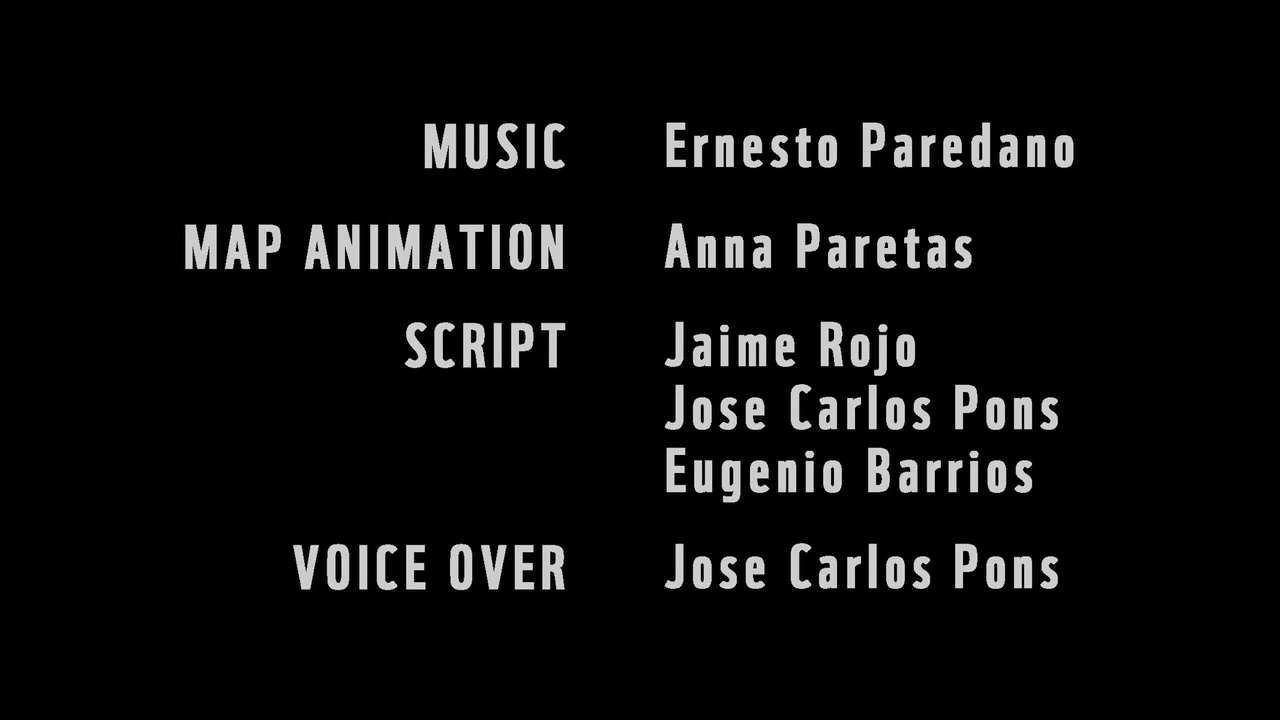 MUSIC Ernesto Paredano
MAP ANIMATION Anna Paretas
SCRIPT Jaime Rojo
Jose Carlos Pons
Eugenio Barrios
VOICE OVER Jose Carlos Pons